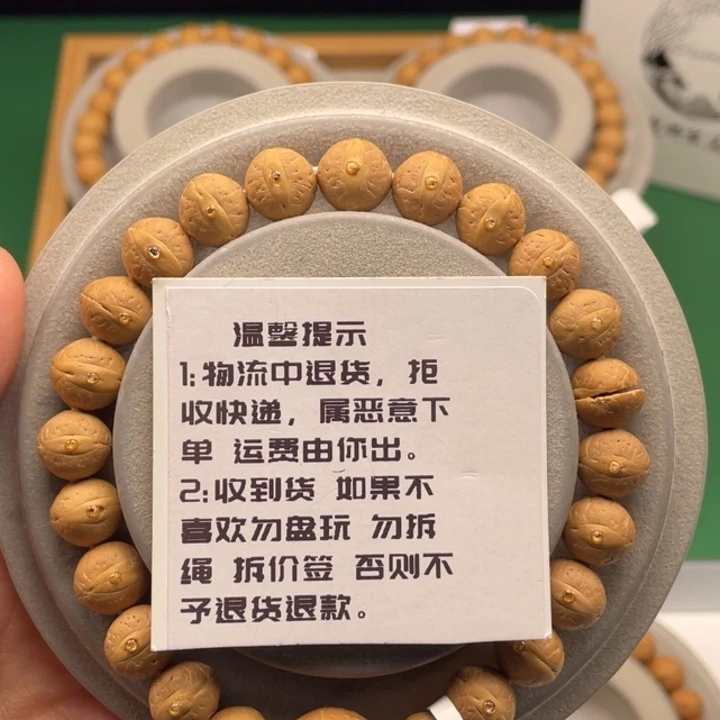 温馨提示
1:物流中退货，拒
收快递，属恶意下
单 运费由你出。
2:收到货 如果不
喜欢勿盘玩 勿拆
绳 拆价签 否则不
予退货退款。